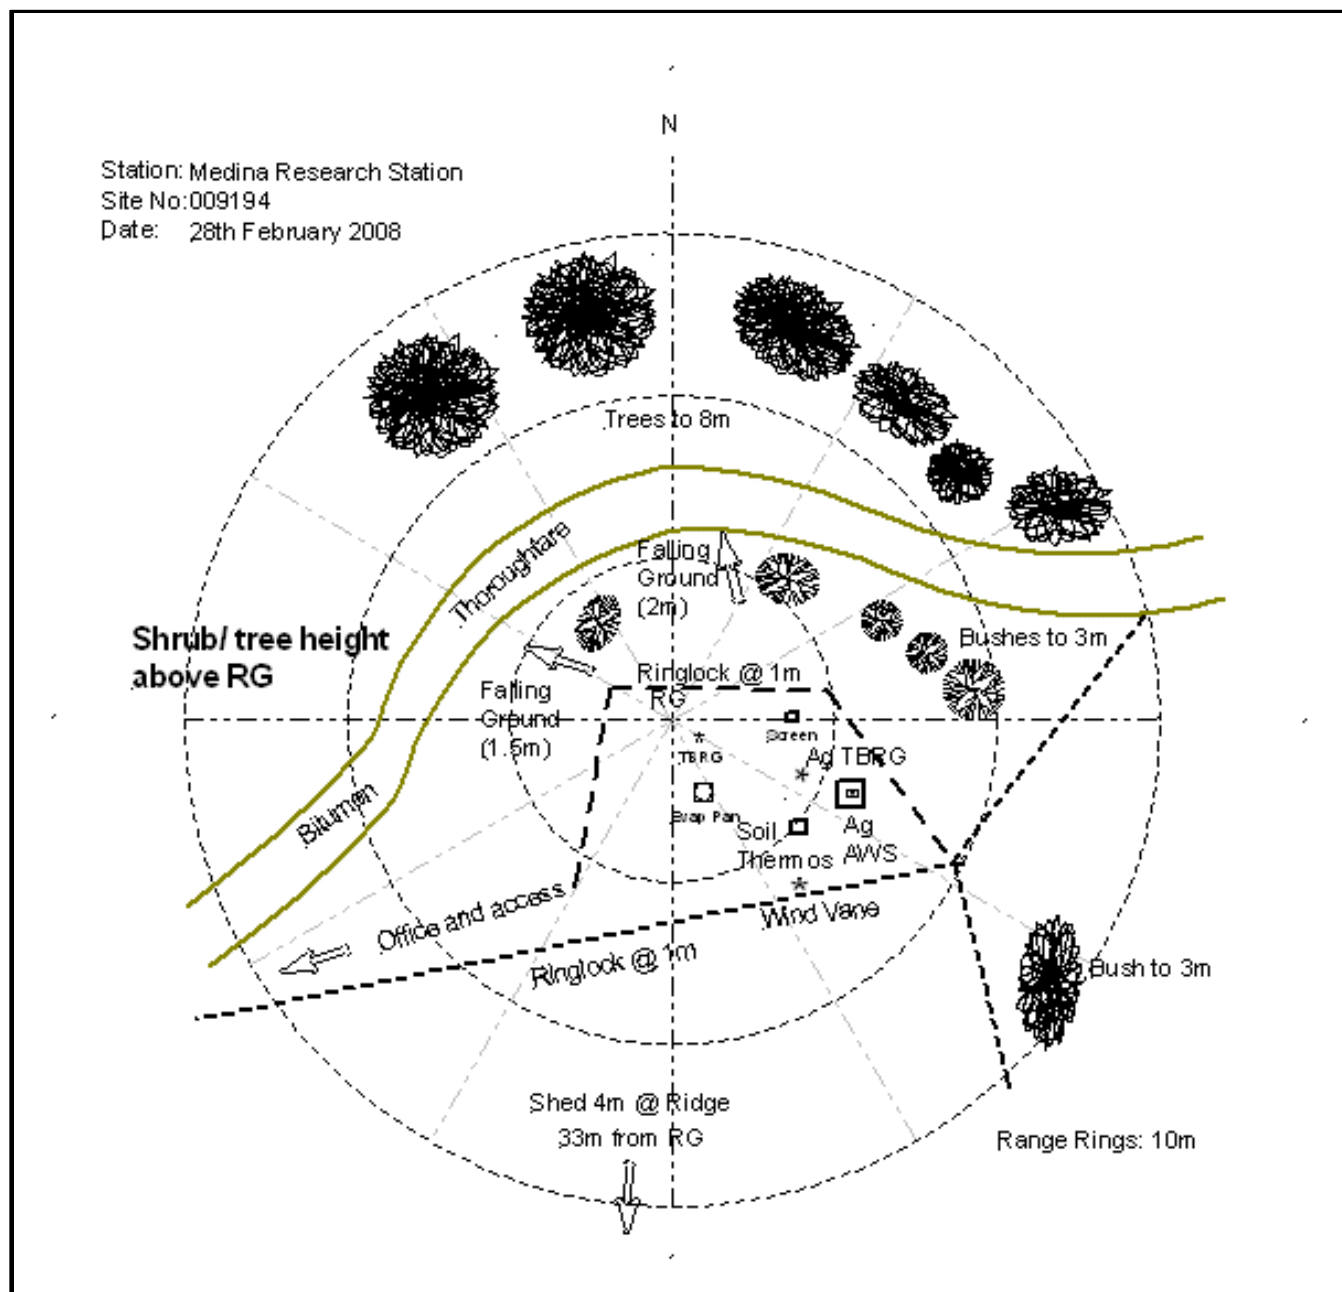 N
Station: Medina Research Station
Site No:009194
Date: 28th February 2008
Trees to 8m
Thoroughfare
Falling
Ground
(2m)
Shrub/ tree height
above RG
Bushes to 3m
Ringlock @ 1m
RG
Falling
Ground
(1.5m)
Screen
TBRG
Ag TBRG
Bitumen
Evap Pan
Soil
Thermos
Ag
AWS
Office and access
Wind Vane
Ringlock @ 1m
Bush to 3m
Shed 4m @ Ridge
33m from RG
Range Rings: 10m